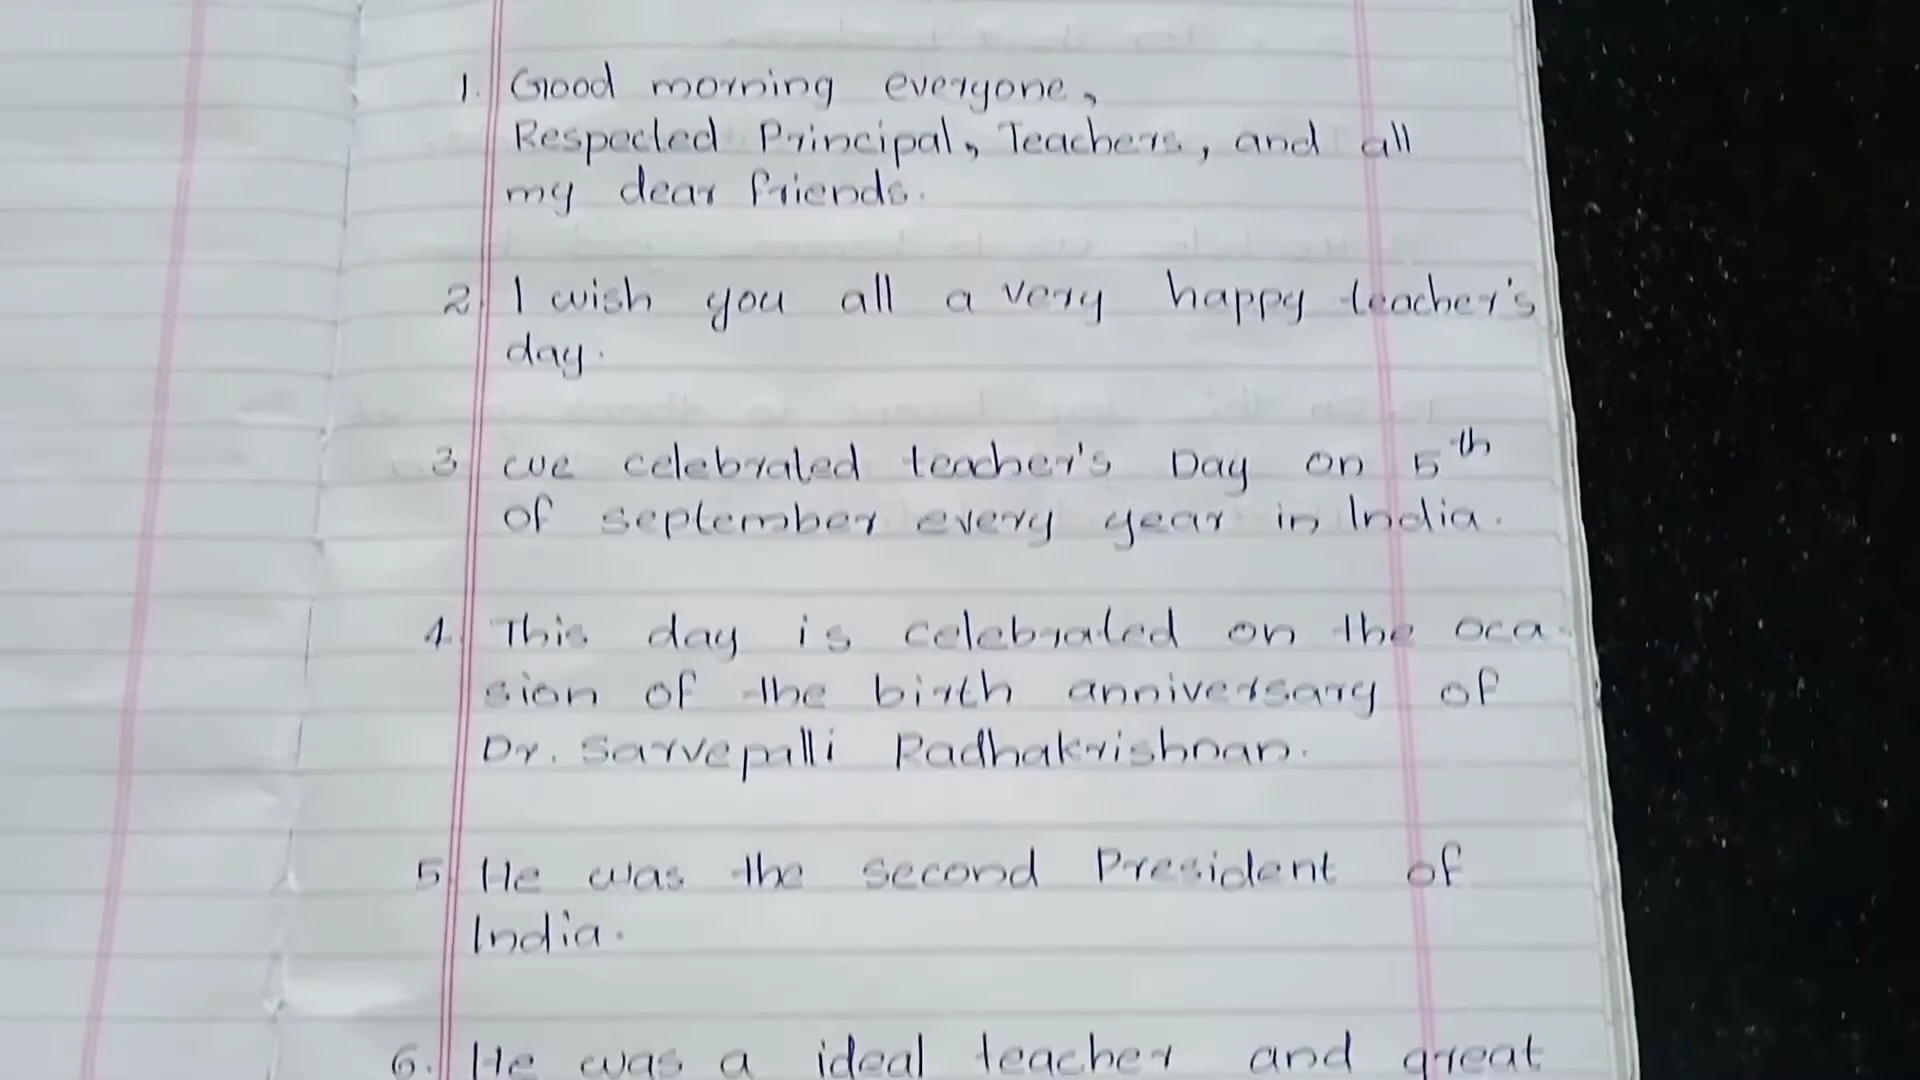 1. Good morning everyone,
Respected Principal, Teachers, and all
my dear friends.
2. I wish you all a very happy teacher's
day.
3 we celebrated teacher's Day on 5th
of september every year in India.
4. This day is celebrated on the oca-
sion of the birth anniversary of
Dr. Sarvepalli Radhakrishnan.
5. He was the second President of
India.
6. He was a ideal teacher and great